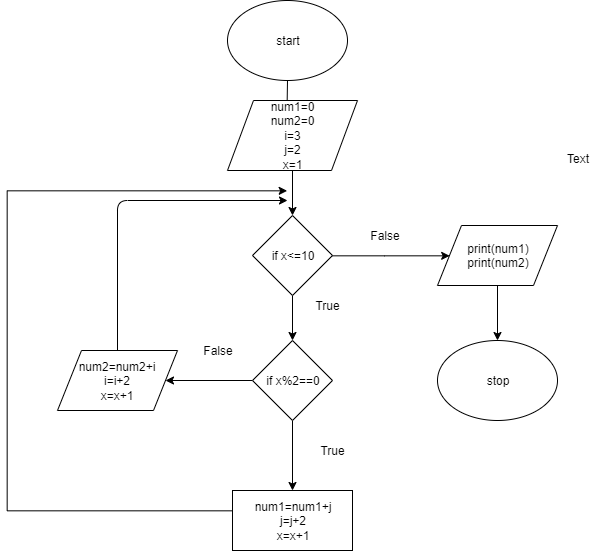 start
num1=0
num2=0
i=3
j=2
x=1
Text
if x<=10
False
print(num1)
print(num2)
True
False
if x%2==0
num2=num2+i
i=i+2
x=x+1
stop
True
num1=num1+j
j=j+2
x=x+1